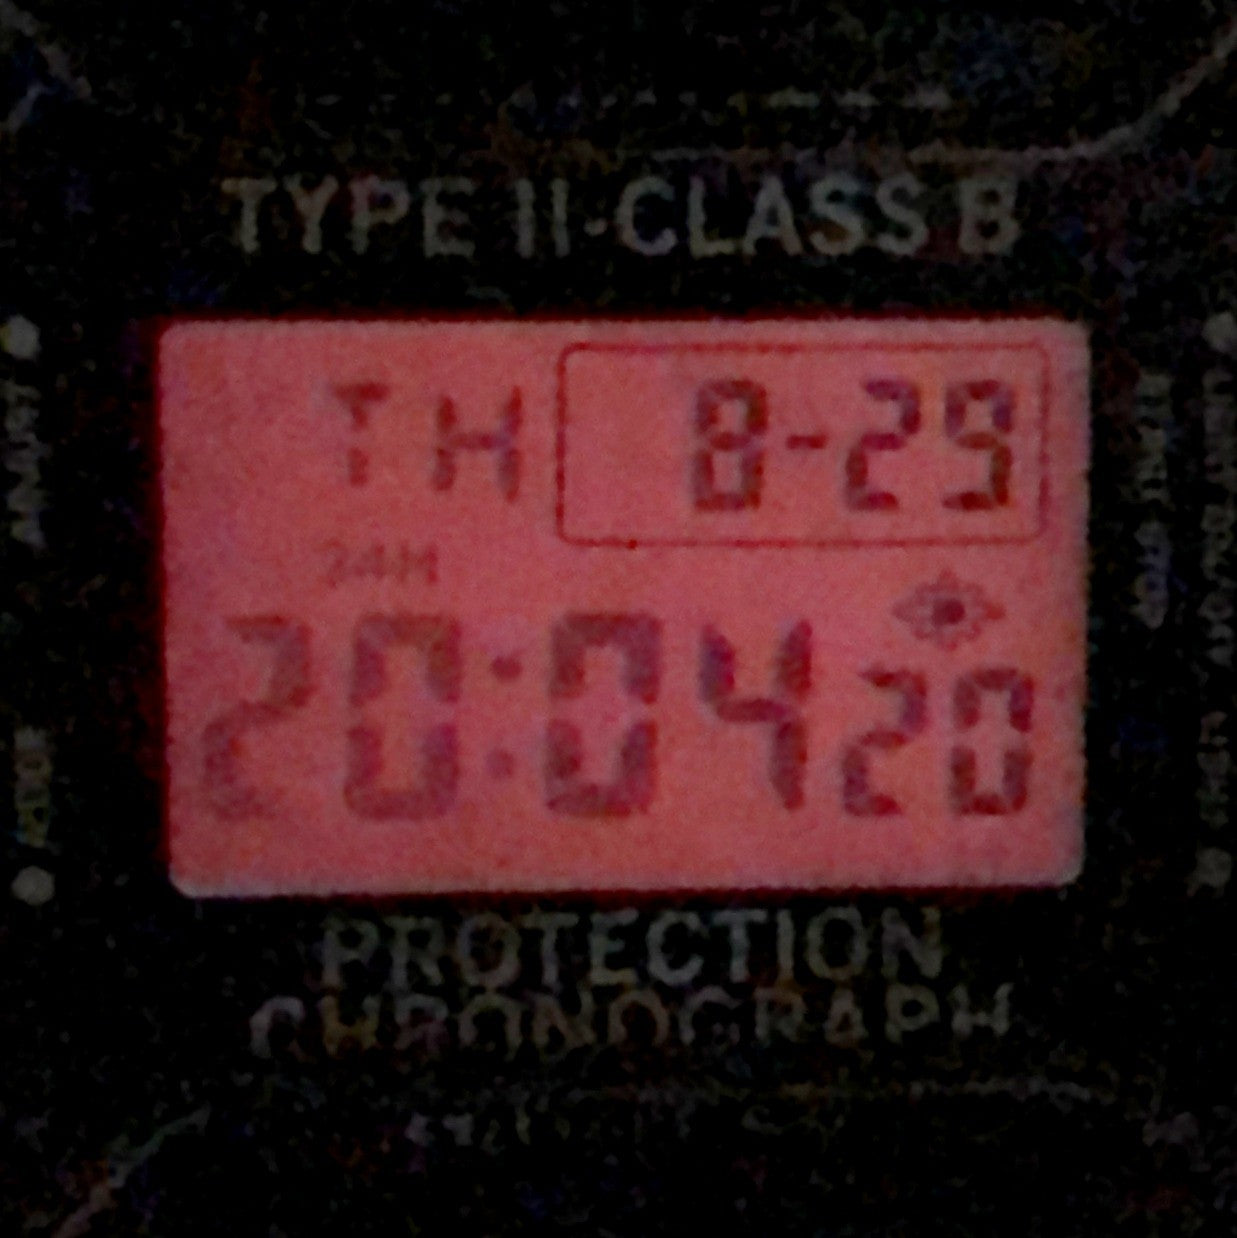 TYPE II·CLASS B
TH 8-29
24H
20:04 20
PROTECTION
CHRONOGRAPH